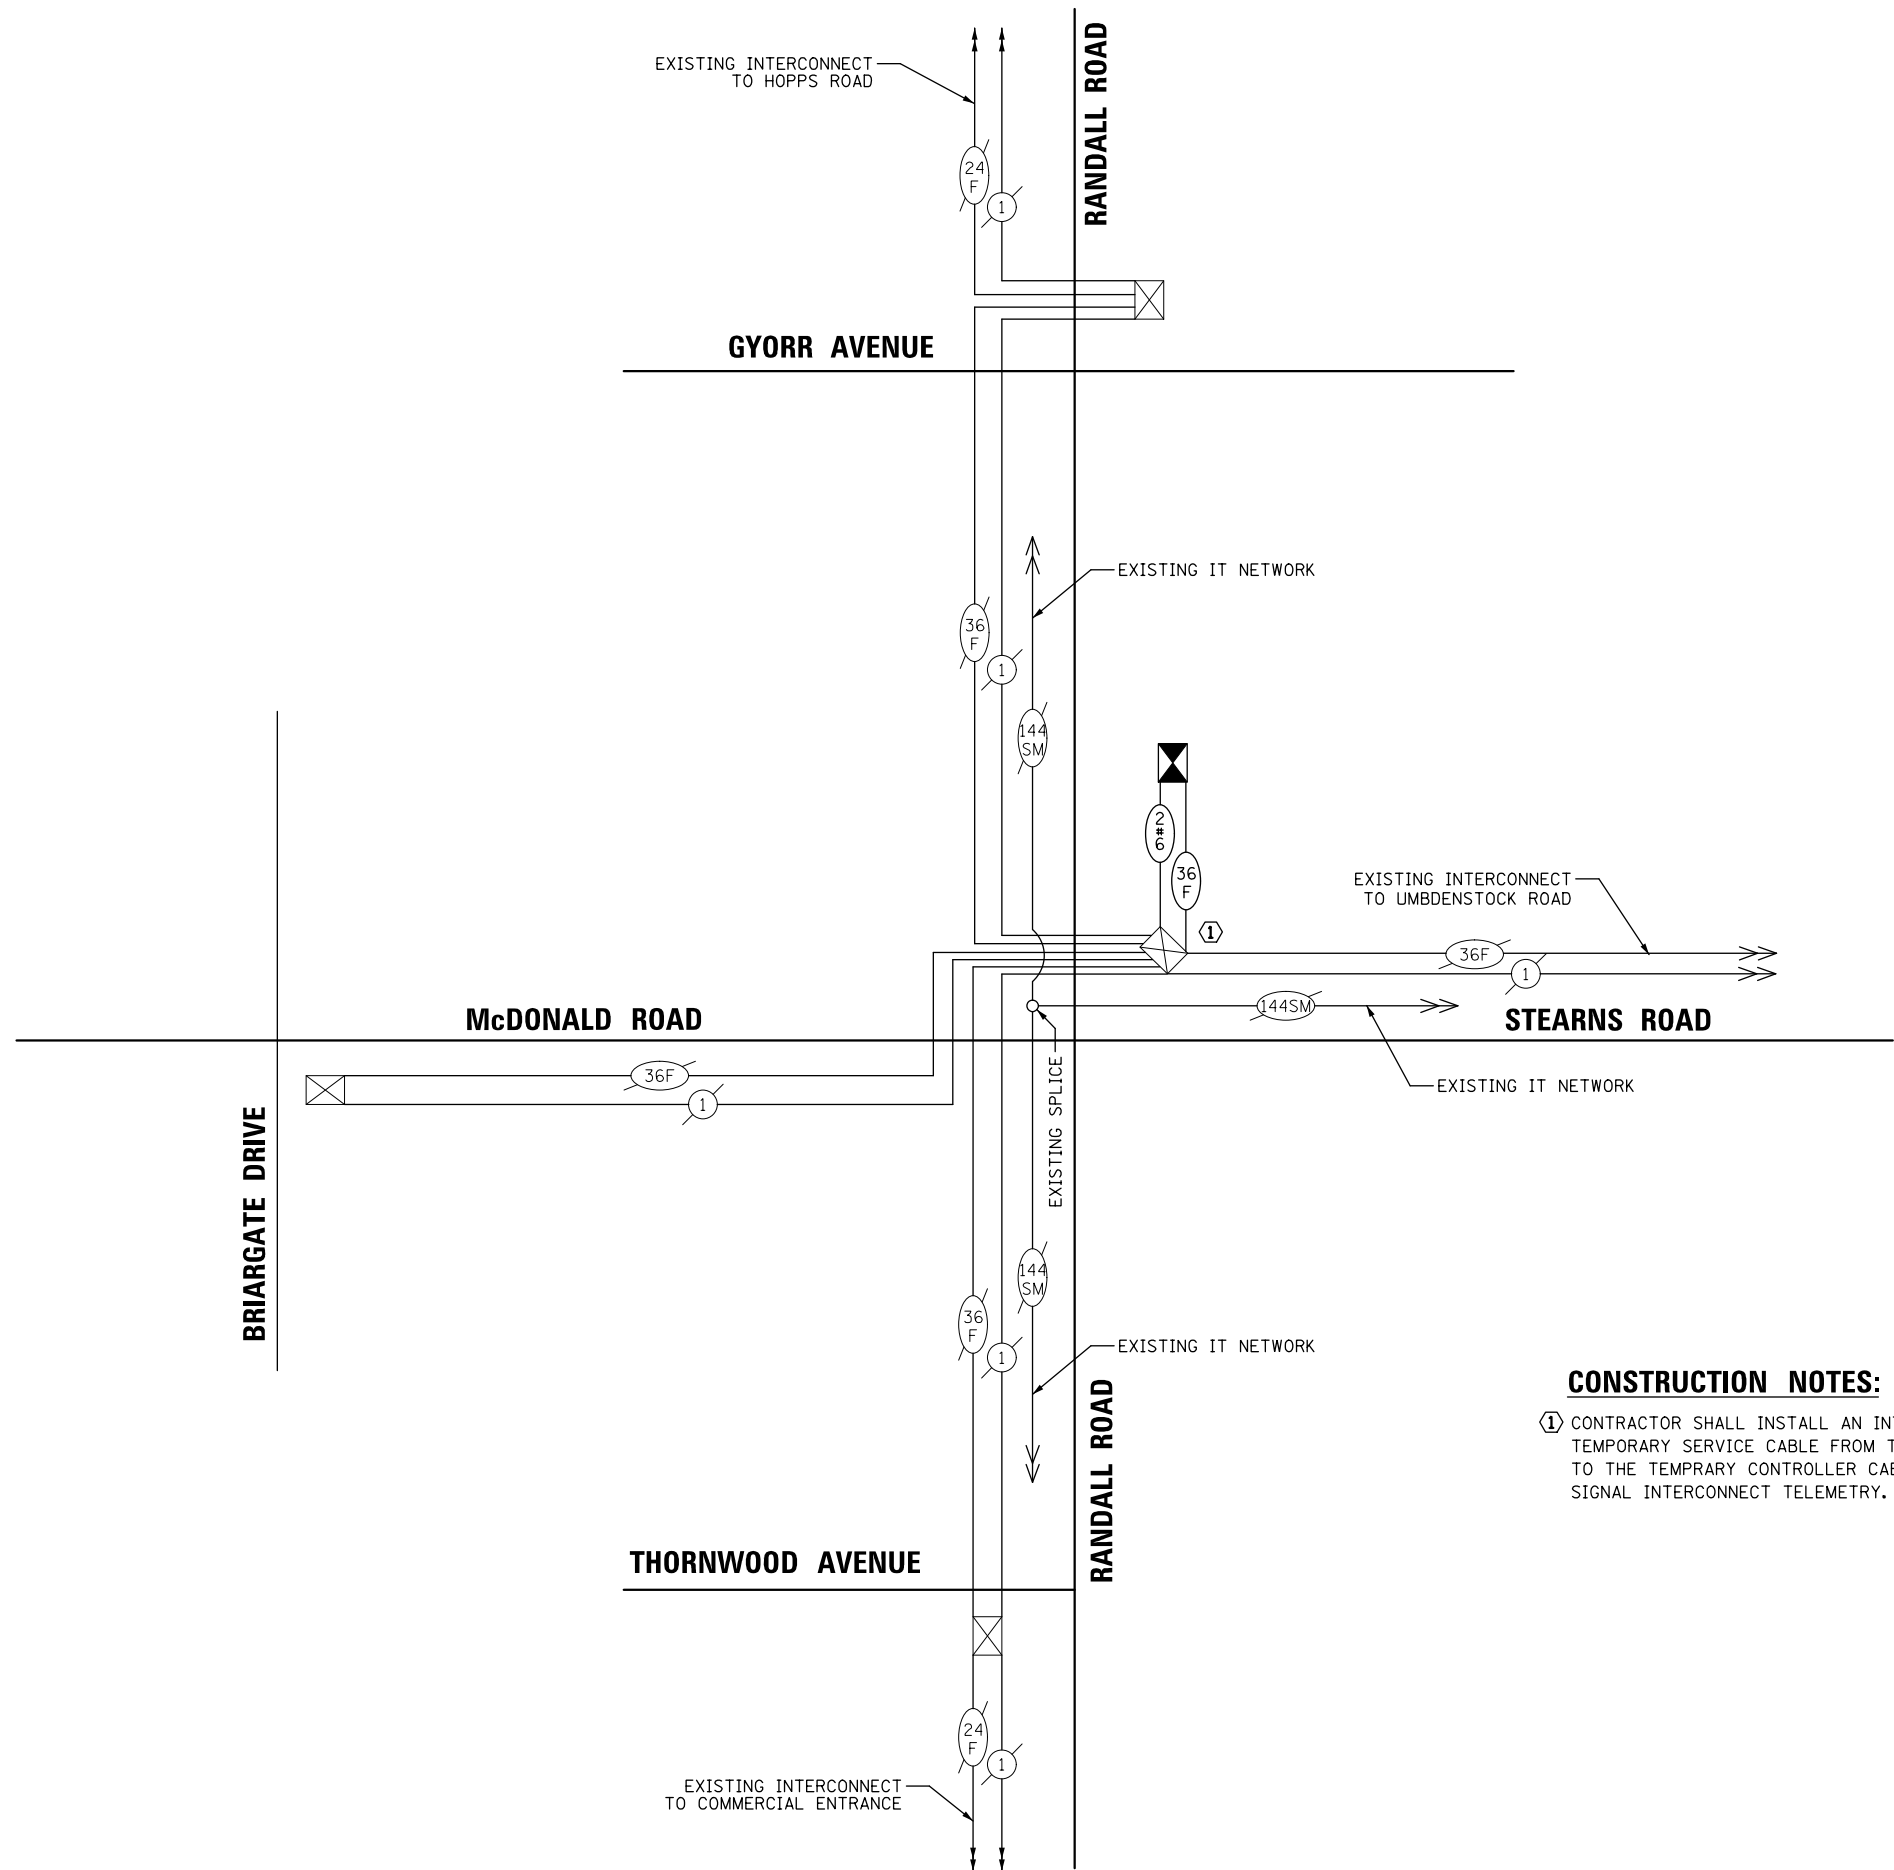 RANDALL ROAD
EXISTING INTERCONNECT
TO HOPPS ROAD
24
F
1
GYORR AVENUE
EXISTING IT NETWORK
36
F
1
144
SM
2
#
6
36
F
EXISTING INTERCONNECT
TO UMBDENSTOCK ROAD
1
36F
1
144SM
McDONALD ROAD
STEARNS ROAD
EXISTING SPLICE
36F
1
EXISTING IT NETWORK
BRIARGATE DRIVE
144
SM
36
F
1
EXISTING IT NETWORK
RANDALL ROAD
CONSTRUCTION NOTES:
1 CONTRACTOR SHALL INSTALL AN
TEMPORARY SERVICE CABLE FROM
TO THE TEMPRARY CONTROLLER
SIGNAL INTERCONNECT TELEMETRY.
THORNWOOD AVENUE
24
F
1
EXISTING INTERCONNECT
TO COMMERCIAL ENTRANCE